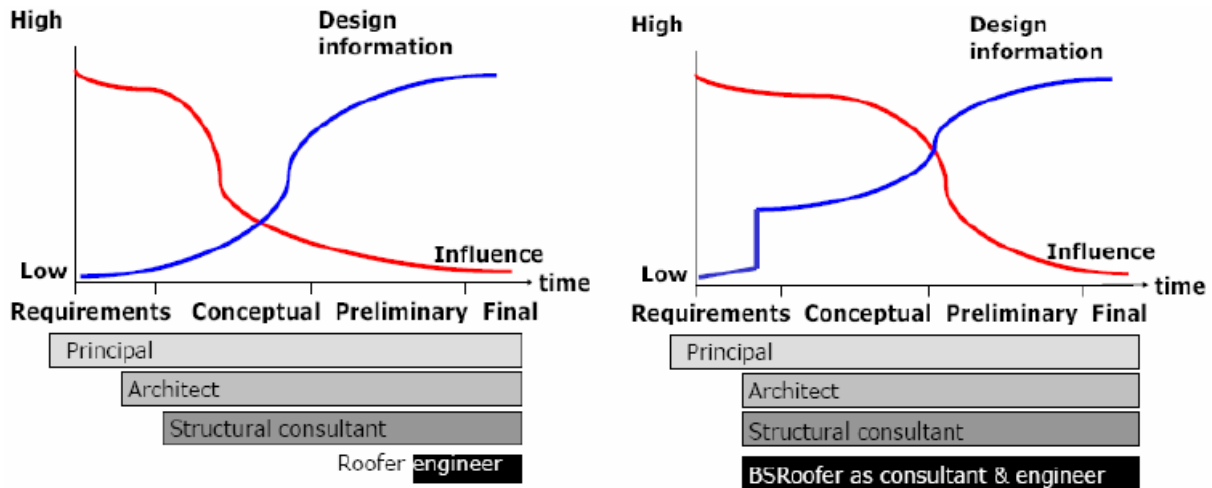 High
Design
information
Influence
Low
time
Requirements Conceptual Preliminary Final
Principal
Architect
Structural consultant
Roofer engineer
High
Design
information
Influence
Low
time
Requirements Conceptual Preliminary Final
Principal
Architect
Structural consultant
BSRoofer as consultant & engineer